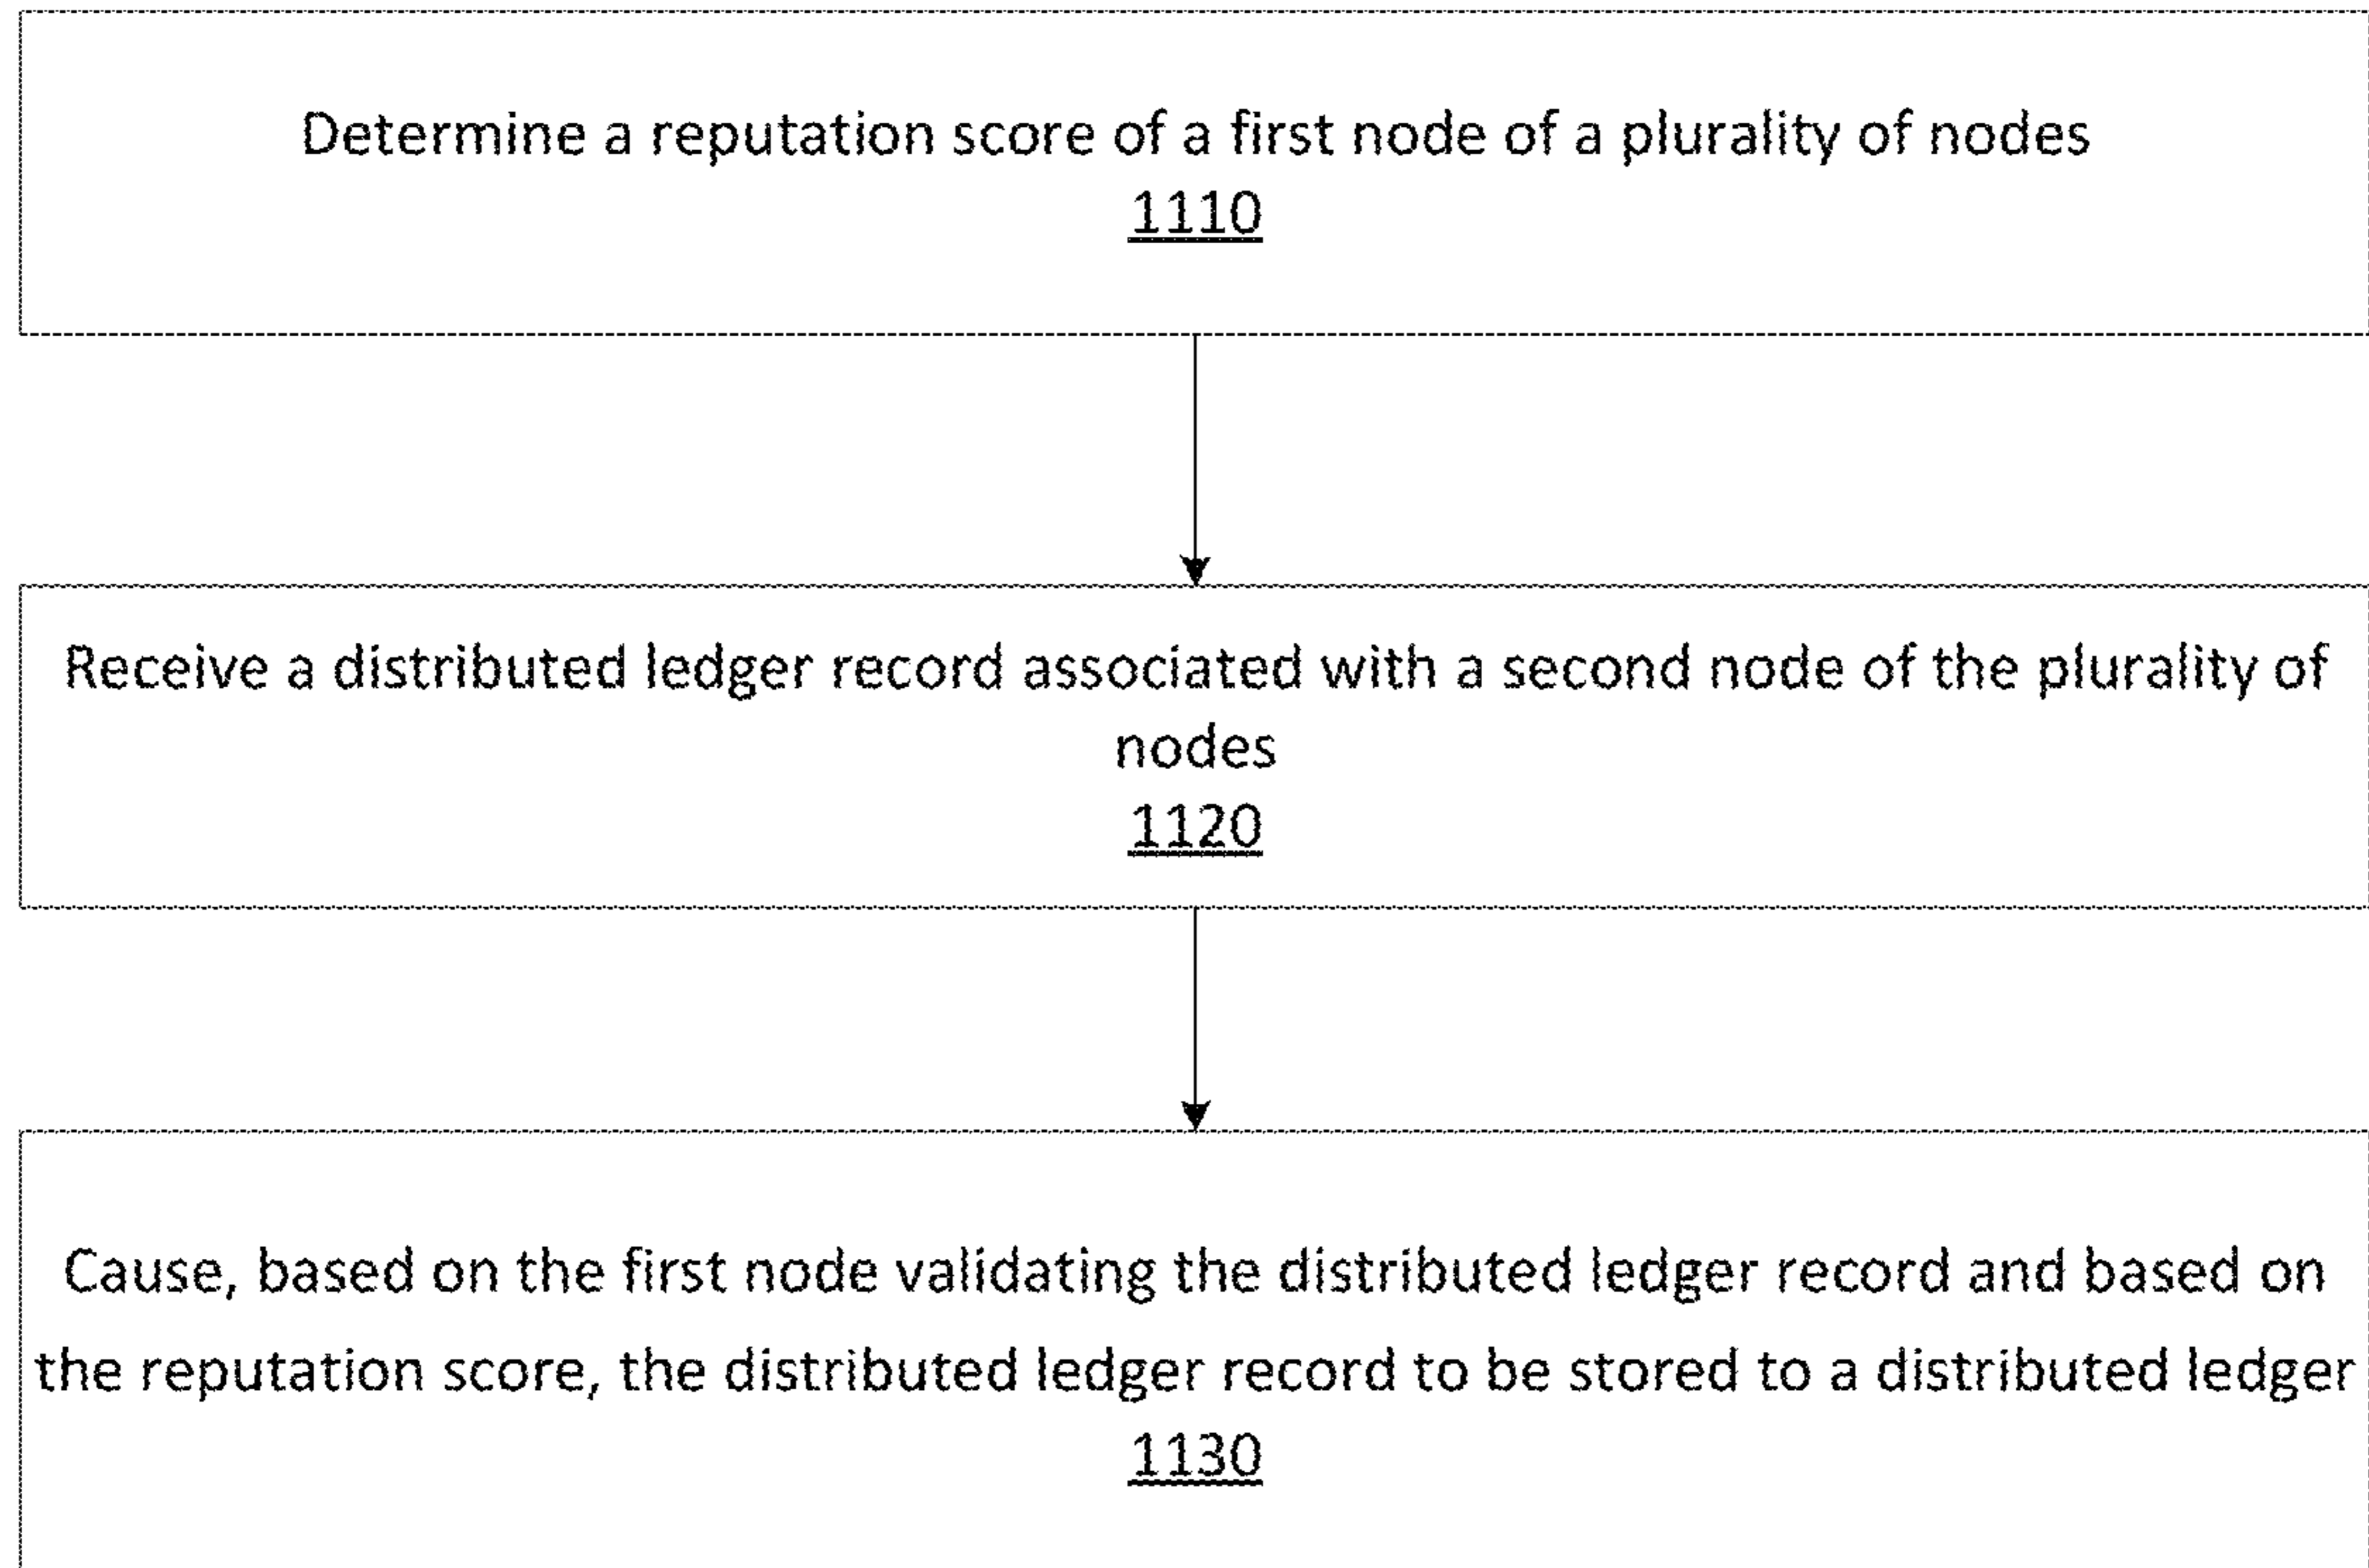 Determine a reputation score of a first node of a plurality of nodes
1110
Receive a distributed ledger record associated with a second node of the plurality of
nodes
1120
Cause, based on the first node validating the distributed ledger record and based on
the reputation score, the distributed ledger record to be stored to a distributed ledger
1130